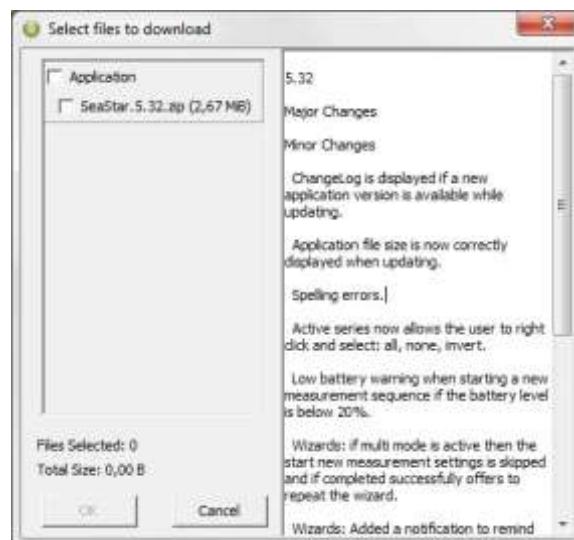 Select files to download
Application
SeaStar.5.32.zip (2,67 MiB)
Files Selected: 0
Total Size: 0,00 B
OK
Cancel
5.32
Major Changes
Minor Changes
ChangeLog is displayed if a new
application version is available while
updating.
Application file size is now correctly
displayed when updating.
Spelling errors.
Active series now allows the user to right
click and select: all, none, invert.
Low battery warning when starting a new
measurement sequence if the battery level
is below 20%.
Wizards: if multi mode is active then the
start new measurement settings is skipped
and if completed successfully offers to
repeat the wizard.
Wizards: Added a notification to remind